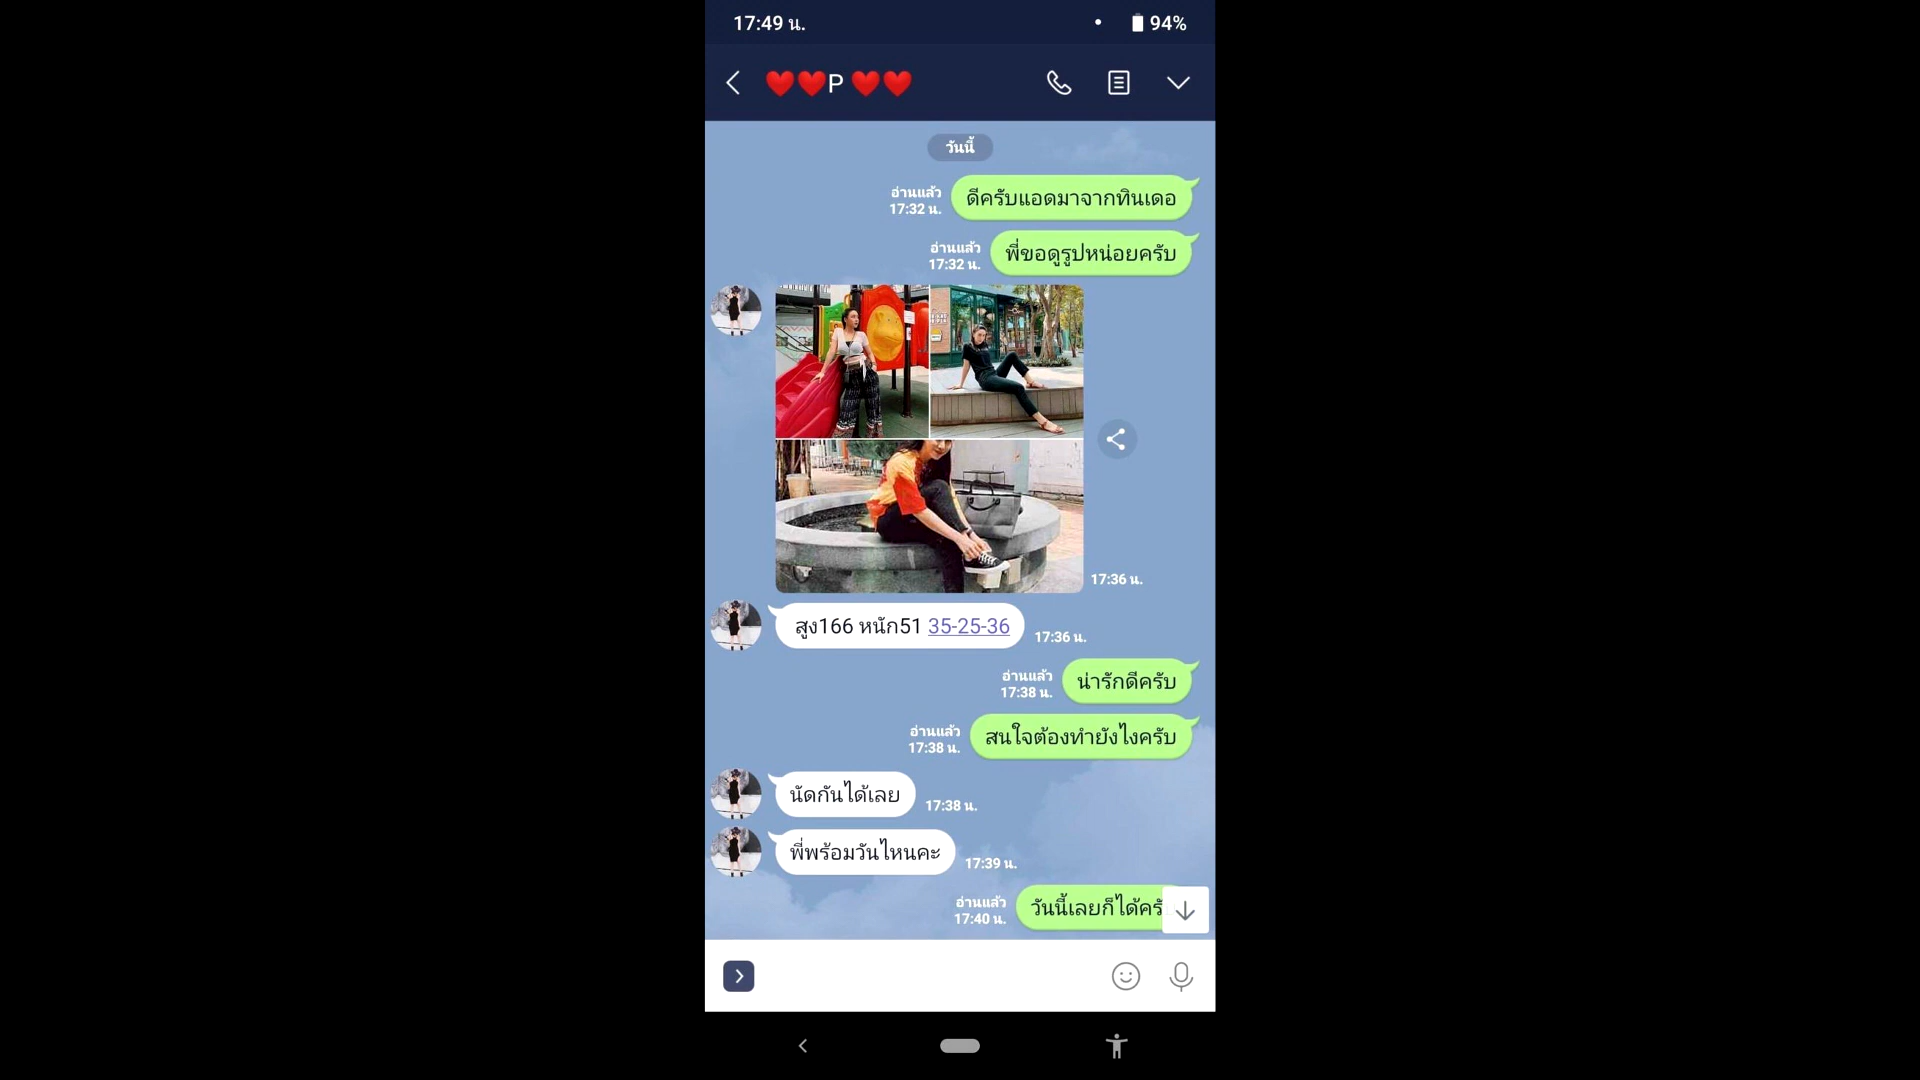 17:49 น.
94%
❤️❤️P ❤️❤️
วันนี้
อ่านแล้ว
17:32 น.
ดีครับแอดมาจากทินเดอ
อ่านแล้ว
17:32 น.
พี่ขอดูรูปหน่อยครับ
17:36 น.
สูง166 หนัก51 35-25-36
17:36 น.
อ่านแล้ว
17:38 น.
น่ารักดีครับ
อ่านแล้ว
17:38 น.
สนใจต้องทำยังไงครับ
นัดกันได้เลย
17:38 น.
พี่พร้อมวันไหนคะ
17:39 น.
อ่านแล้ว
17:40 น.
วันนี้เลยก็ได้ครั